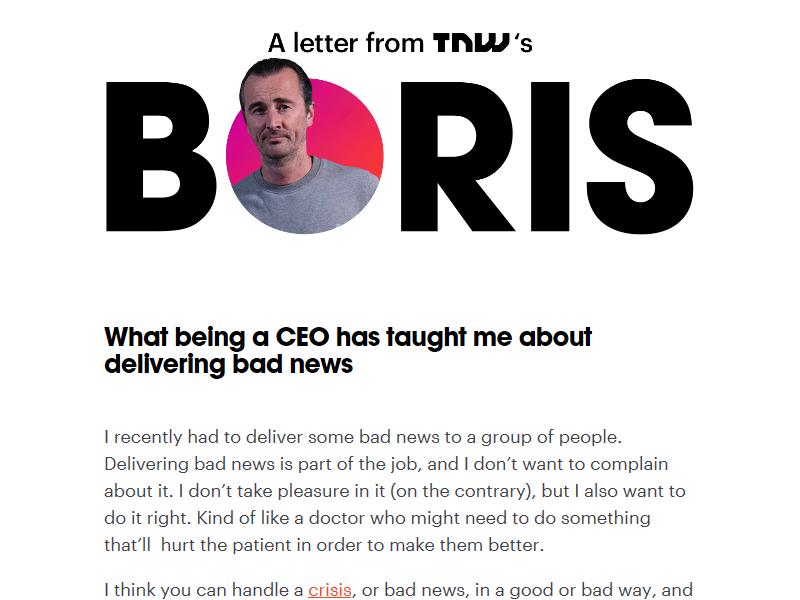 A letter from TNW's
BORIS
What being a CEO has taught me about
delivering bad news
I recently had to deliver some bad news to a group of people.
Delivering bad news is part of the job, and I don’t want to complain
about it. I don’t take pleasure in it (on the contrary), but I also want to
do it right. Kind of like a doctor who might need to do something
that’ll  hurt the patient in order to make them better.
I think you can handle a crisis, or bad news, in a good or bad way, and